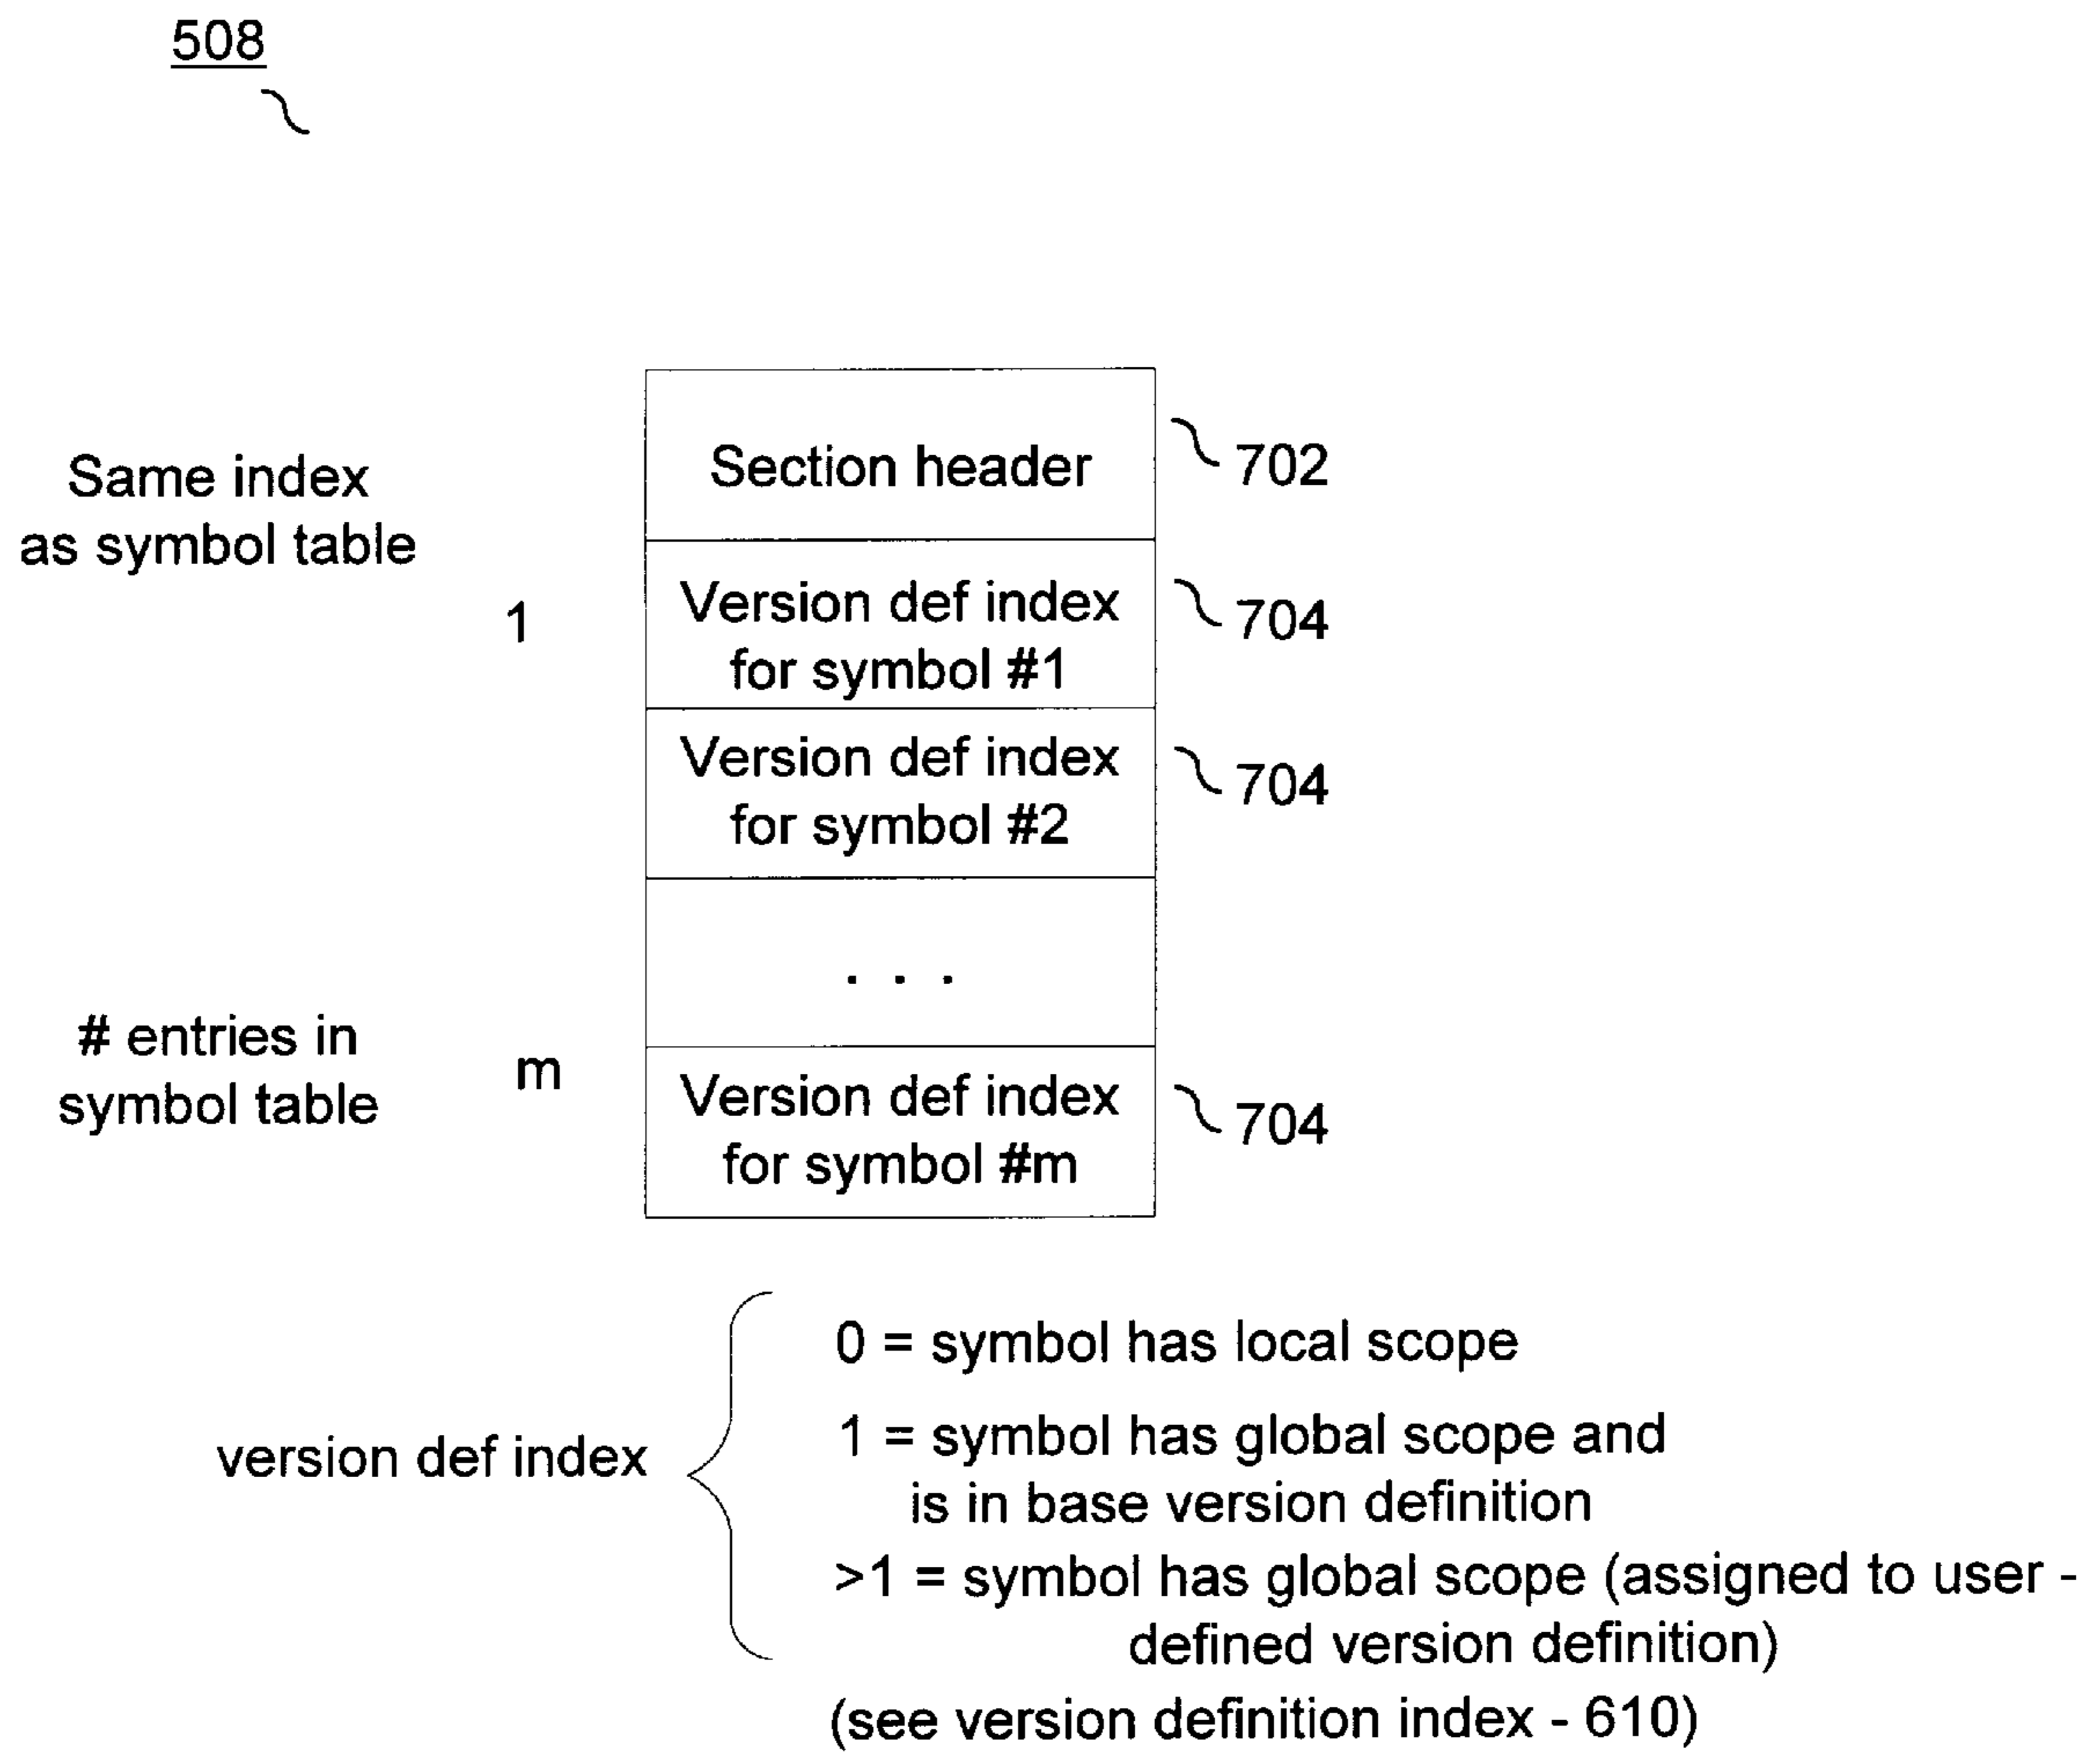 508
Section header
702
Same index
as symbol table
1
Version def index
for symbol #1
704
Version def index
for symbol #2
704
. . .
# entries in
symbol table
m
Version def index
for symbol #m
704
version def index
0 = symbol has local scope
1 = symbol has global scope and
is in base version definition
>1 = symbol has global scope (assigned to user -
defined version definition)
(see version definition index - 610)